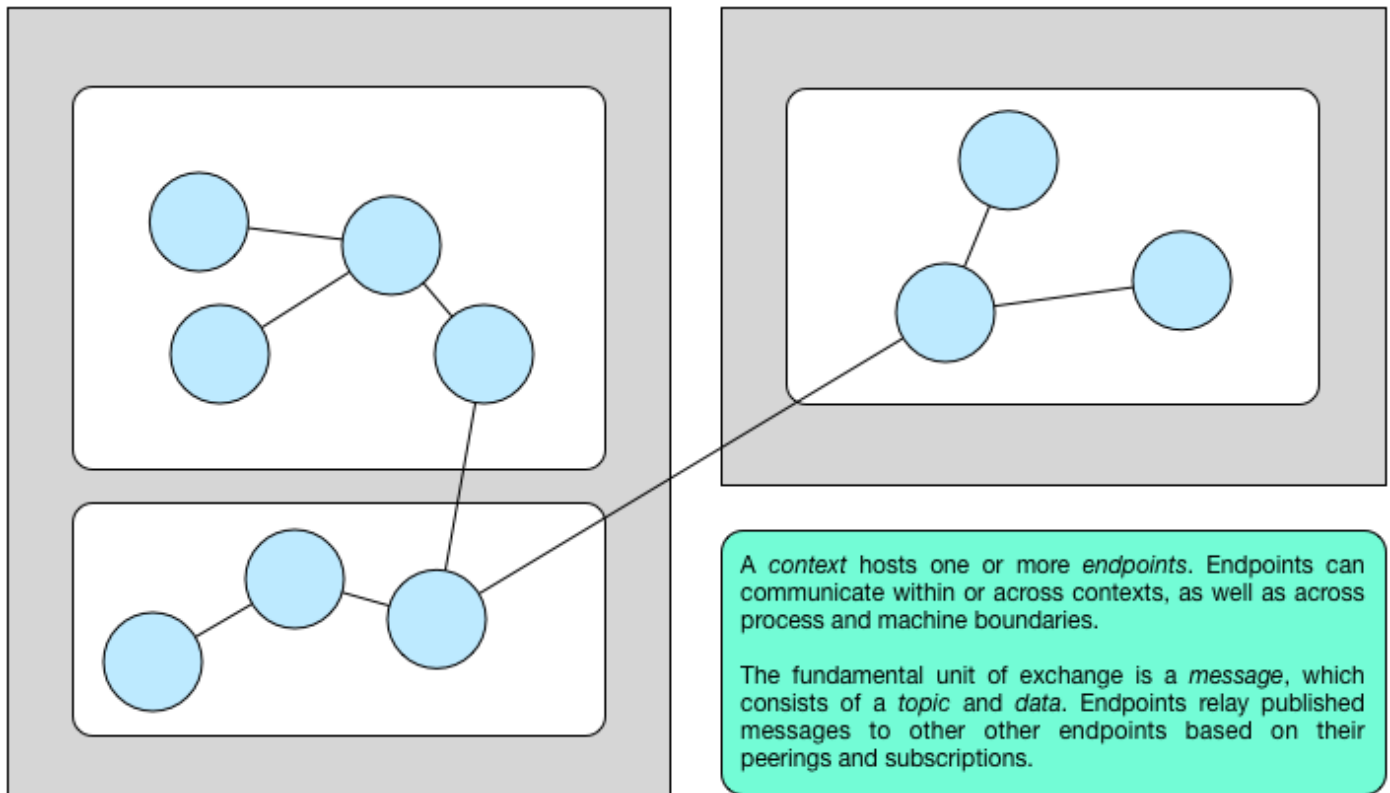 A context hosts one or more endpoints. Endpoints can
communicate within or across contexts, as well as across
process and machine boundaries.
The fundamental unit of exchange is a message, which
consists of a topic and data. Endpoints relay published
messages to other other endpoints based on their
peerings and subscriptions.